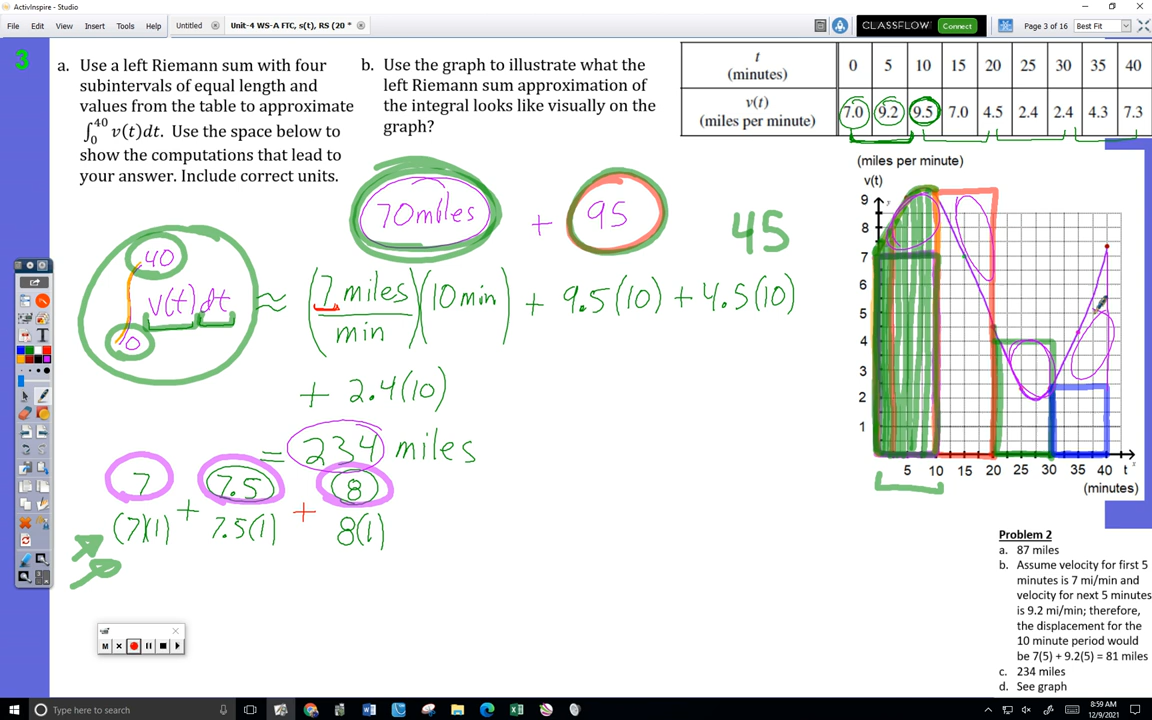 ActivInspire - Studio
File Edit View Insert Tools Help
Untitled
Unit-4 WS-A FTC, s(t), RS (20 *
CLASSFLOW Connect
Page 3 of 16 Best Fit
3
a. Use a left Riemann sum with four
subintervals of equal length and
values from the table to approximate
∫₀⁴⁰ v(t)dt. Use the space below to
show the computations that lead to
your answer. Include correct units.
b. Use the graph to illustrate what the
left Riemann sum approximation of
the integral looks like visually on the
graph?
t (minutes) 0 5 10 15 20 25 30 35 40
v(t) (miles per minute) 7.0 9.2 9.5 7.0 4.5 2.4 2.4 4.3 7.3
70 miles + 95 45
∫₀⁴⁰ v(t) dt ≈ (7 miles/min)(10 min) + 9.5(10) + 4.5(10)
+ 2.4(10)
= 234 miles
7 7.5 8
(7)(1) + 7.5(1) + 8(1)
(miles per minute)
v(t)
y
9
8
7
6
5
4
3
2
1
5 10 15 20 25 30 35 40 t x
(minutes)
Problem 2
a. 87 miles
b. Assume velocity for first 5
minutes is 7 mi/min and
velocity for next 5 minutes
is 9.2 mi/min; therefore,
the displacement for the
10 minute period would
be 7(5) + 9.2(5) = 81 miles
c. 234 miles
d. See graph
M
T
Type here to search
8:59 AM
12/9/2021